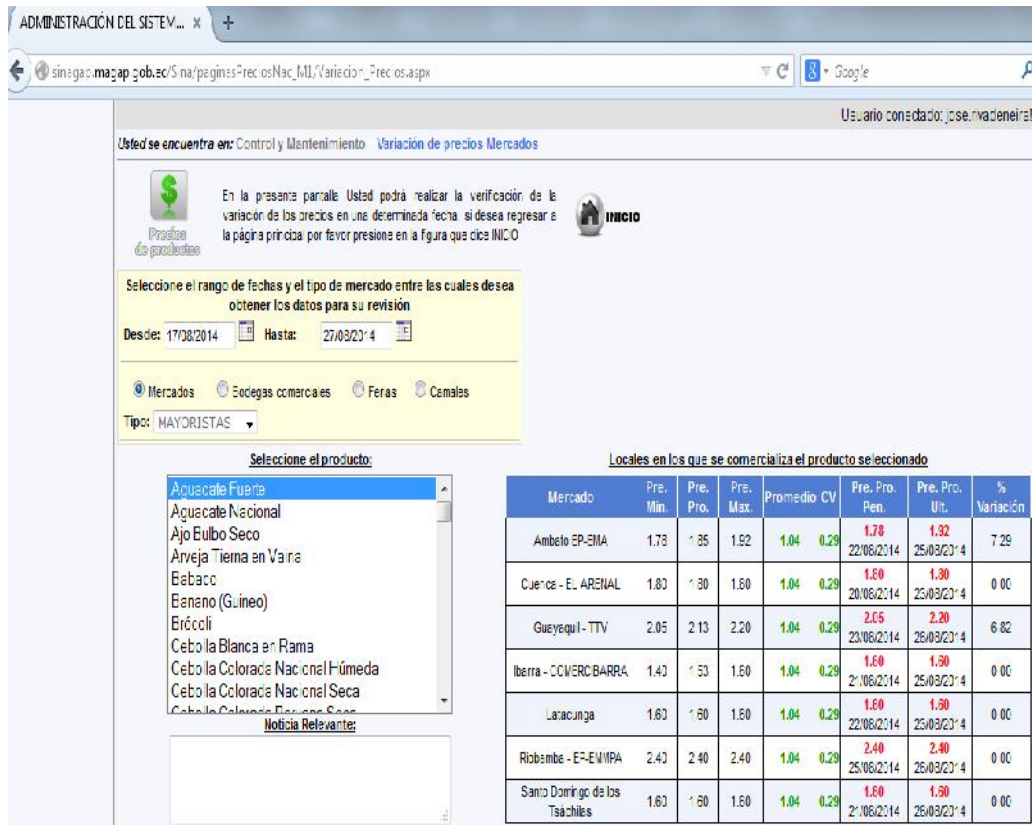 ADMINISTRACIÓN DEL SISTEM... x +
sinagap.magap.gob.ec/Sina/paginasPreciosNac_M1/Variacion_Precios.aspx
Google
Usuario conectado: jose.rivadeneira
Usted se encuentra en: Control y Mantenimiento Variación de precios Mercados
En la presente pantalla Usted podrá realizar la verificación de la
variación de los precios en una determinada fecha si desea regresar a
la página principal por favor presione en la figura que dice INICIO
INICIO
Precios
de productos
Seleccione el rango de fechas y el tipo de mercado entre las cuales desea
obtener los datos para su revisión
Desde: 17/08/2014 Hasta: 27/08/2014
Mercados Bodegas comerciales Ferias Camales
Tipo: MAYORISTAS
Seleccione el producto:
Aguacate Fuerte
Aguacate Nacional
Ajo Bulbo Seco
Arveja Tierna en Vaina
Babaco
Banano (Guineo)
Brócoli
Cebolla Blanca en Rama
Cebolla Colorada Nacional Húmeda
Cebolla Colorada Nacional Seca
Cebolla Colorada Peruana Seca
Noticia Relevante:
Locales en los que se comercializa el producto seleccionado
Mercado Pre. Min. Pre. Pro. Pre. Max. Promedio CV Pre. Pro. Pen. Pre. Pro. Ult. % Variación
Ambato EP-EMA 1.78 1.85 1.92 1.04 0.29 1.78 1.92 7.29
22/08/2014 25/08/2014
Cuenca - EL ARENAL 1.80 1.80 1.80 1.04 0.29 1.80 1.80 0.00
20/08/2014 23/08/2014
Guayaquil - TTV 2.05 2.13 2.20 1.04 0.29 2.05 2.20 6.82
23/08/2014 26/08/2014
Ibarra - COMERCIBARRA 1.40 1.53 1.60 1.04 0.29 1.60 1.60 0.00
21/08/2014 25/08/2014
Latacunga 1.60 1.60 1.60 1.04 0.29 1.60 1.60 0.00
22/08/2014 23/08/2014
Riobamba - EP-EMMPA 2.40 2.40 2.40 1.04 0.29 2.40 2.40 0.00
25/08/2014 26/08/2014
Santo Domingo de los Tsáchilas 1.60 1.60 1.60 1.04 0.29 1.60 1.60 0.00
21/08/2014 26/08/2014